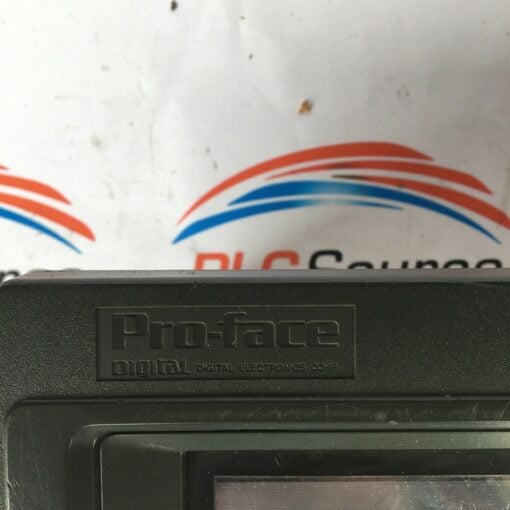 PLC Source
Pro-face
DIGITAL DIGITAL ELECTRONICS CORP.